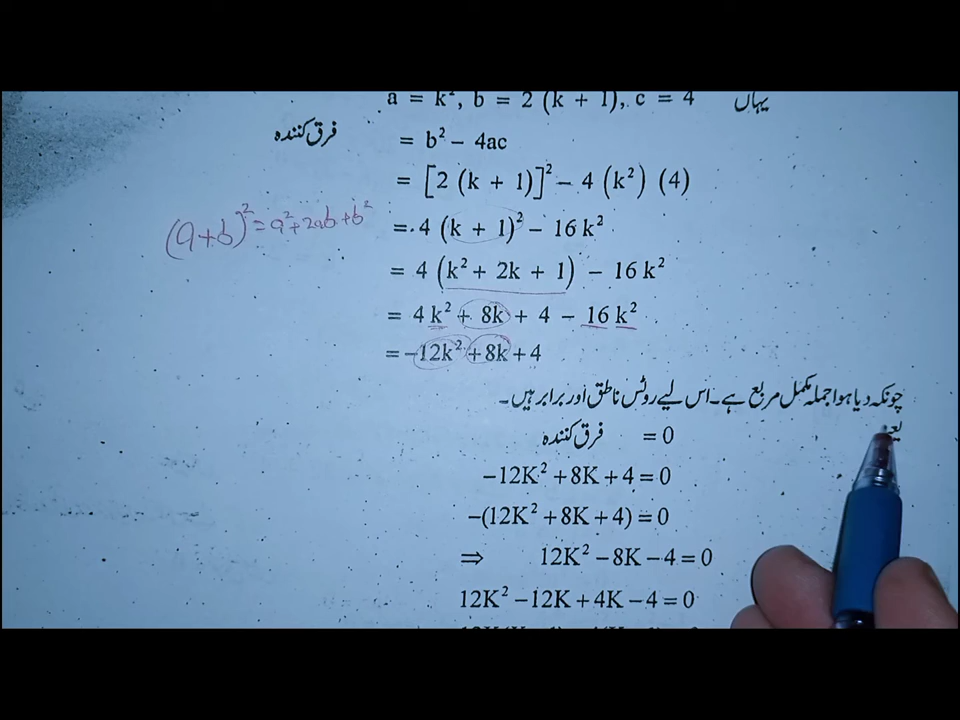 a = k², b = 2 (k + 1), c = 4 یہاں
فرق کنندہ = b² – 4ac
= [2 (k + 1)]² – 4 (k²) (4)
(a+b)² = a²+2ab+b²
= 4 (k + 1)² – 16 k²
= 4 (k² + 2k + 1) – 16 k²
= 4 k² + 8k + 4 – 16 k²
= –12k² + 8k + 4
چونکہ دیا ہوا جملہ مکمل مربع ہے۔ اس لیے روٹس ناطق اور برابر ہیں۔
فرق کنندہ = 0
–12K² + 8K + 4 = 0
–(12K² + 8K + 4) = 0
⇒ 12K² – 8K – 4 = 0
12K² – 12K + 4K – 4 = 0